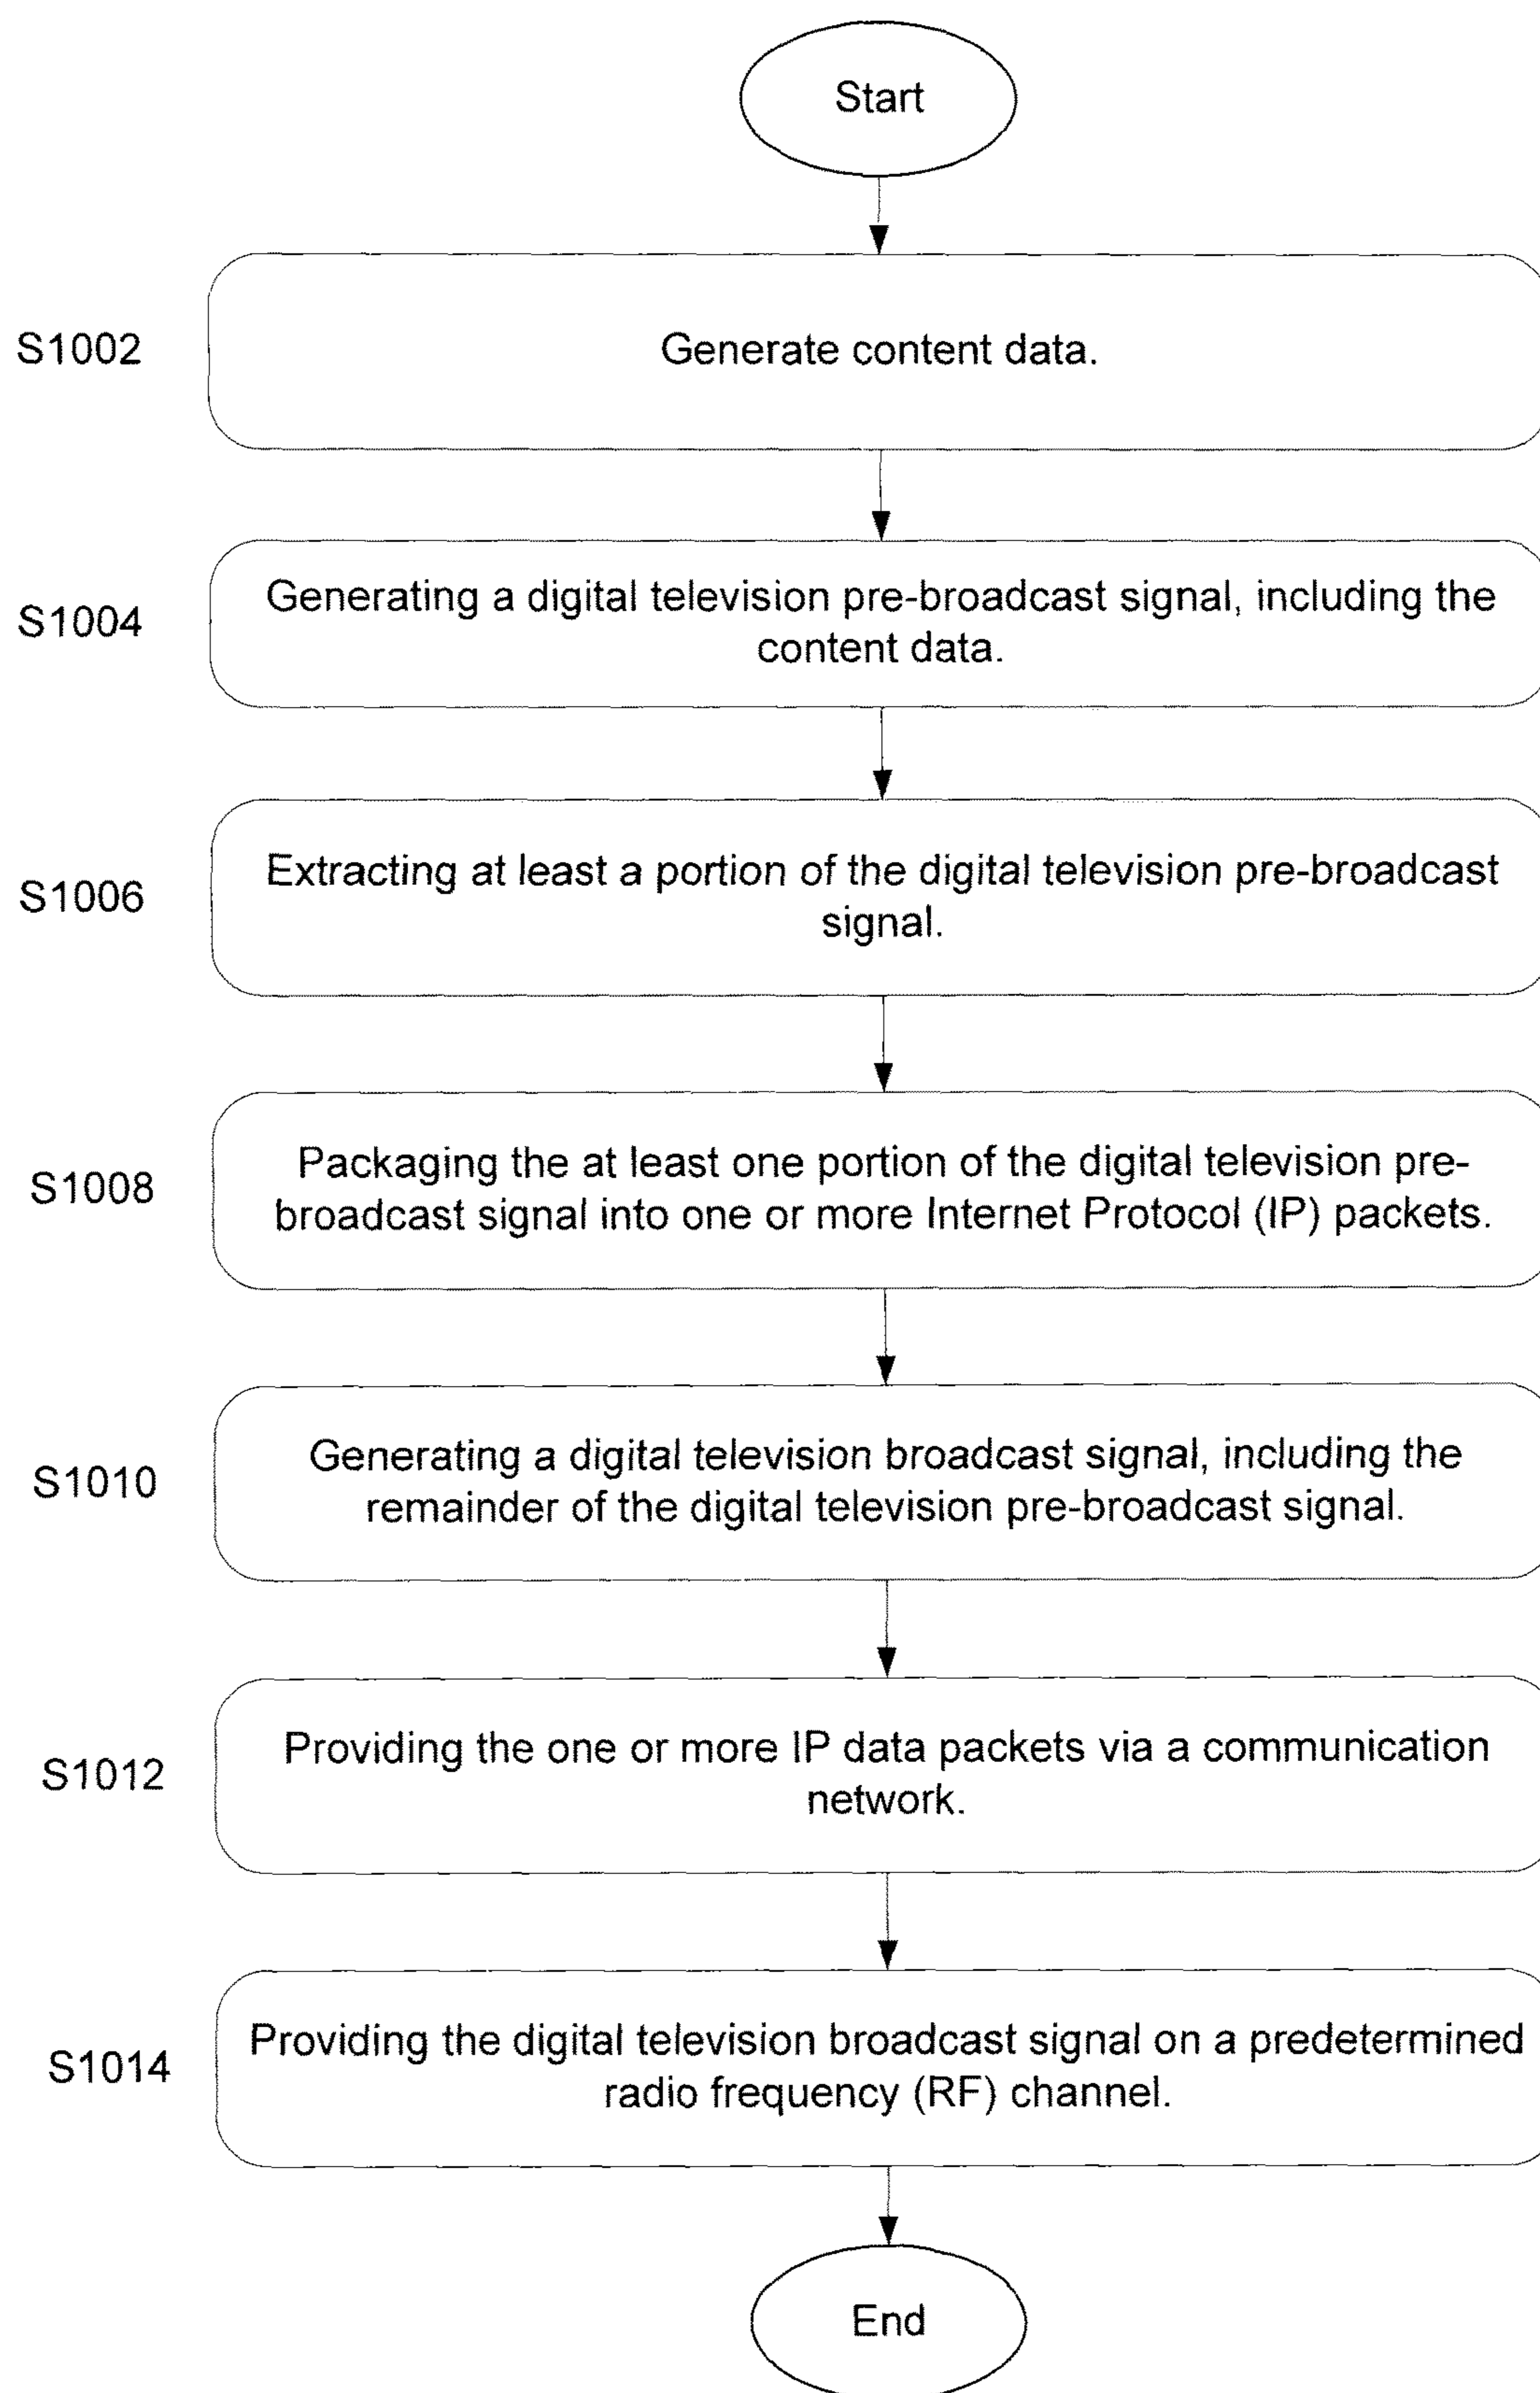 Start
S1002
Generate content data.
S1004
Generating a digital television pre-broadcast signal, including the
content data.
S1006
Extracting at least a portion of the digital television pre-broadcast
signal.
S1008
Packaging the at least one portion of the digital television pre-
broadcast signal into one or more Internet Protocol (IP) packets.
S1010
Generating a digital television broadcast signal, including the
remainder of the digital television pre-broadcast signal.
S1012
Providing the one or more IP data packets via a communication
network.
S1014
Providing the digital television broadcast signal on a predetermined
radio frequency (RF) channel.
End